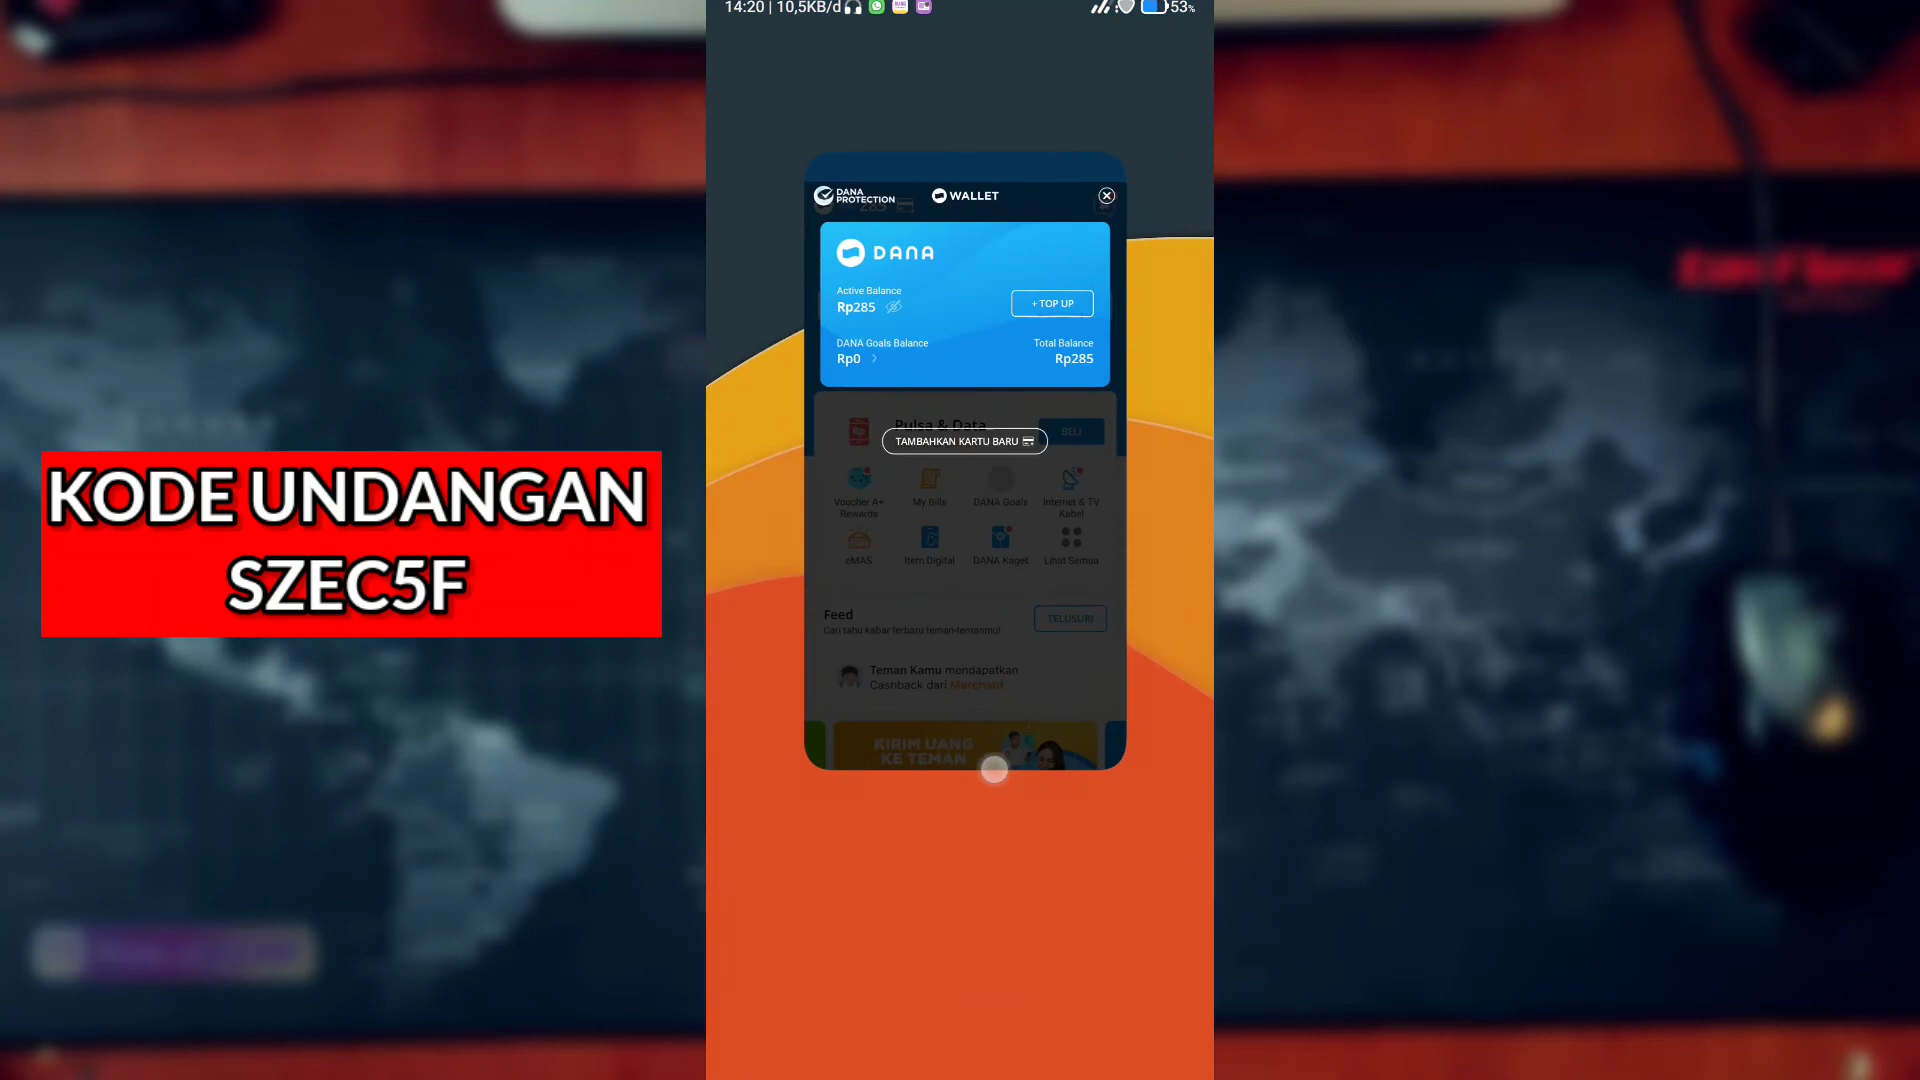 14:20 | 10,5KB/d
53%
DANA
PROTECTION
WALLET
DANA
Active Balance
Rp285
+ TOP UP
DANA Goals Balance
Total Balance
Rp0
Rp285
Pulsa & Data
BELI
TAMBAHKAN KARTU BARU
Voucher A+
Rewards
My Bills
DANA Goals
Internet & TV
Kabel
eMAS
Item Digital
DANA Kaget
Lihat Semua
Feed
Cari tahu kabar terbaru teman-temanmu!
TELUSURI
Teman Kamu mendapatkan
Cashback dari Merchant
KIRIM UANG
KE TEMAN
KODE UNDANGAN
SZEC5F